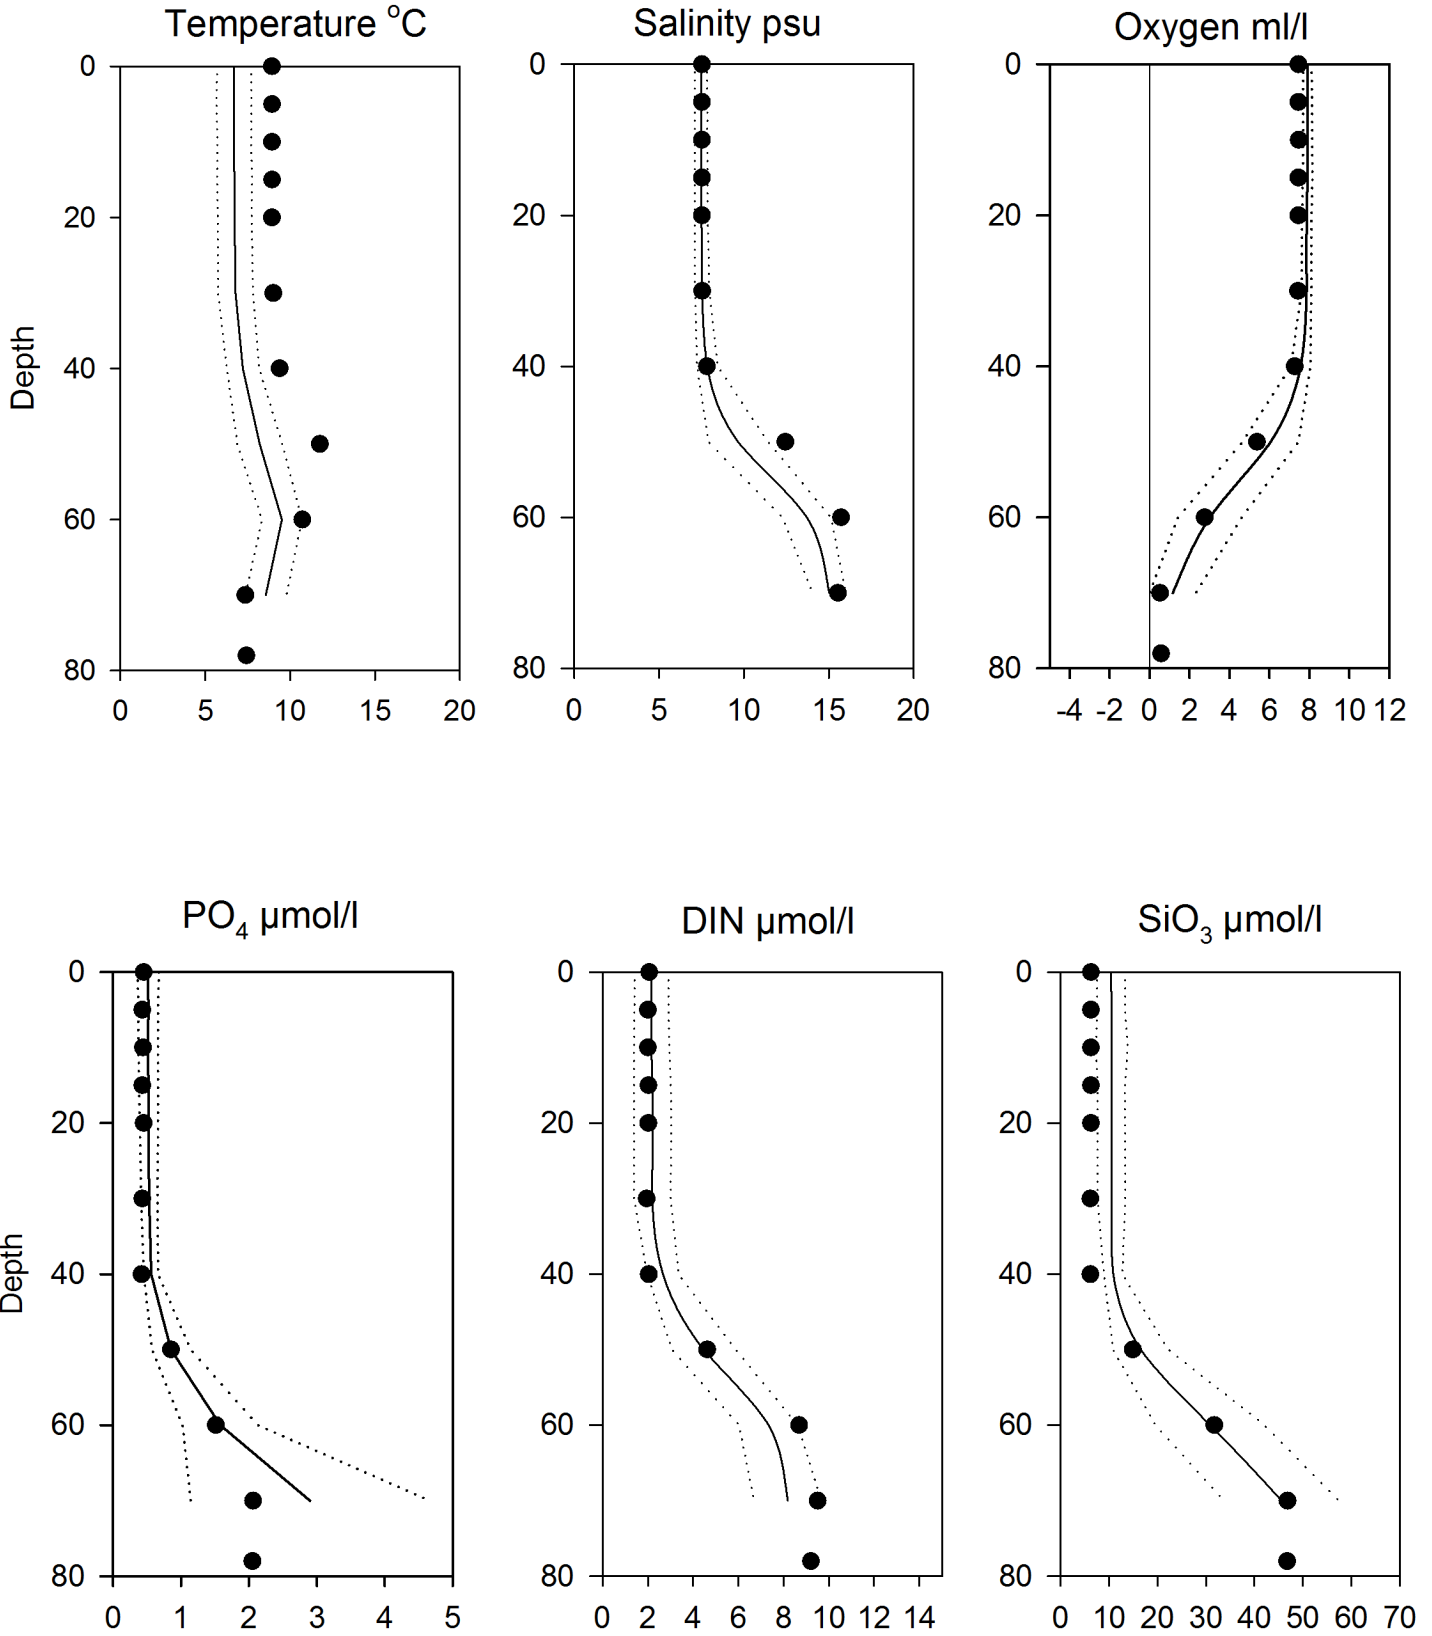 Temperature °C
Salinity psu
Oxygen ml/l
0
20
40
60
80
Depth
0 5 10 15 20
0
20
40
60
80
0 5 10 15 20
0
20
40
60
80
-4 -2 0 2 4 6 8 10 12
PO4 µmol/l
DIN µmol/l
SiO3 µmol/l
0
20
40
60
80
Depth
0 1 2 3 4 5
0
20
40
60
80
0 2 4 6 8 10 12 14
0
20
40
60
80
0 10 20 30 40 50 60 70